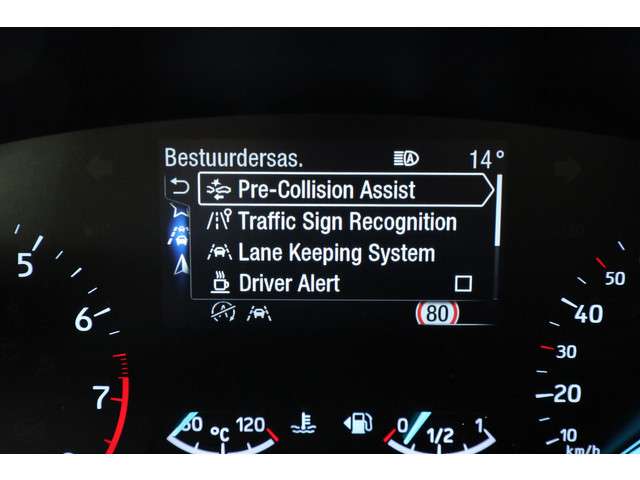 Bestuurdersas. A 14°
Pre-Collision Assist
Traffic Sign Recognition
Lane Keeping System
Driver Alert
80
5
6
7
50
40
30
20
10
km/h
120
°C
0
1/2
1